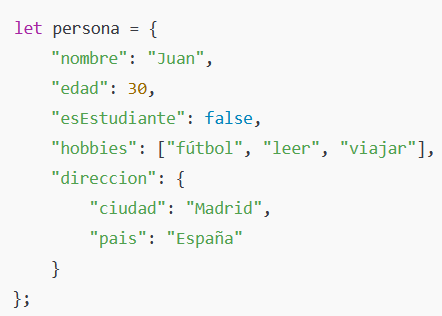 let persona = {
    "nombre": "Juan",
    "edad": 30,
    "esEstudiante": false,
    "hobbies": ["fútbol", "leer", "viajar"],
    "direccion": {
        "ciudad": "Madrid",
        "pais": "España"
    }
};